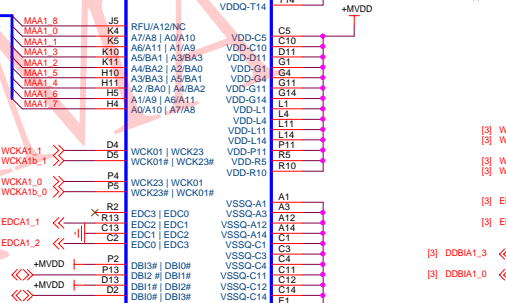 VDDQ-T14 T14
+MVDD
MAA1_8 J5 RFU/A12/NC
MAA1_0 K4 A7/A8 | A0/A10
MAA1_1 K5 A6/A11 | A1/A9
MAA1_3 K10 A5/BA1 | A3/BA3
MAA1_2 K11 A4/BA2 | A2/BA0
MAA1_5 H10 A3/BA3 | A5/BA1
MAA1_4 H11 A2 /BA0 | A4/BA2
MAA1_6 H5 A1/A9 | A6/A11
MAA1_7 H4 A0/A10 | A7/A8
VDD-C5 C5
VDD-C10 C10
VDD-D11 D11
VDD-G1 G1
VDD-G4 G4
VDD-G11 G11
VDD-G14 G14
VDD-L1 L1
VDD-L4 L4
VDD-L11 L11
VDD-L14 L14
VDD-P11 P11
VDD-R5 R5
VDD-R10 R10
WCKA1_1 D4 WCK01 | WCK23
WCKA1b_1 D5 WCK01# | WCK23#
WCKA1_0 P4 WCK23 | WCK01
WCKA1b_0 P5 WCK23# | WCK01#
R2 EDC3 | EDC0
EDCA1_1 R13 EDC2 | EDC1
C13 EDC1 | EDC2
EDCA1_2 C2 EDC0 | EDC3
+MVDD P2 DBI3# | DBI0#
P13 DBI2# | DBI1#
+MVDD D13 DBI1# | DBI2#
D2 DBI0# | DBI3#
VSSQ-A1 A1
VSSQ-A3 A3
VSSQ-A12 A12
VSSQ-A14 A14
VSSQ-C1 C1
VSSQ-C3 C3
VSSQ-C4 C4
VSSQ-C11 C11
VSSQ-C12 C12
VSSQ-C14 C14
E1
[3] W
[3] W
[3] W
[3] E
[3] E
[3] DDBIA1_3
[3] DDBIA1_0